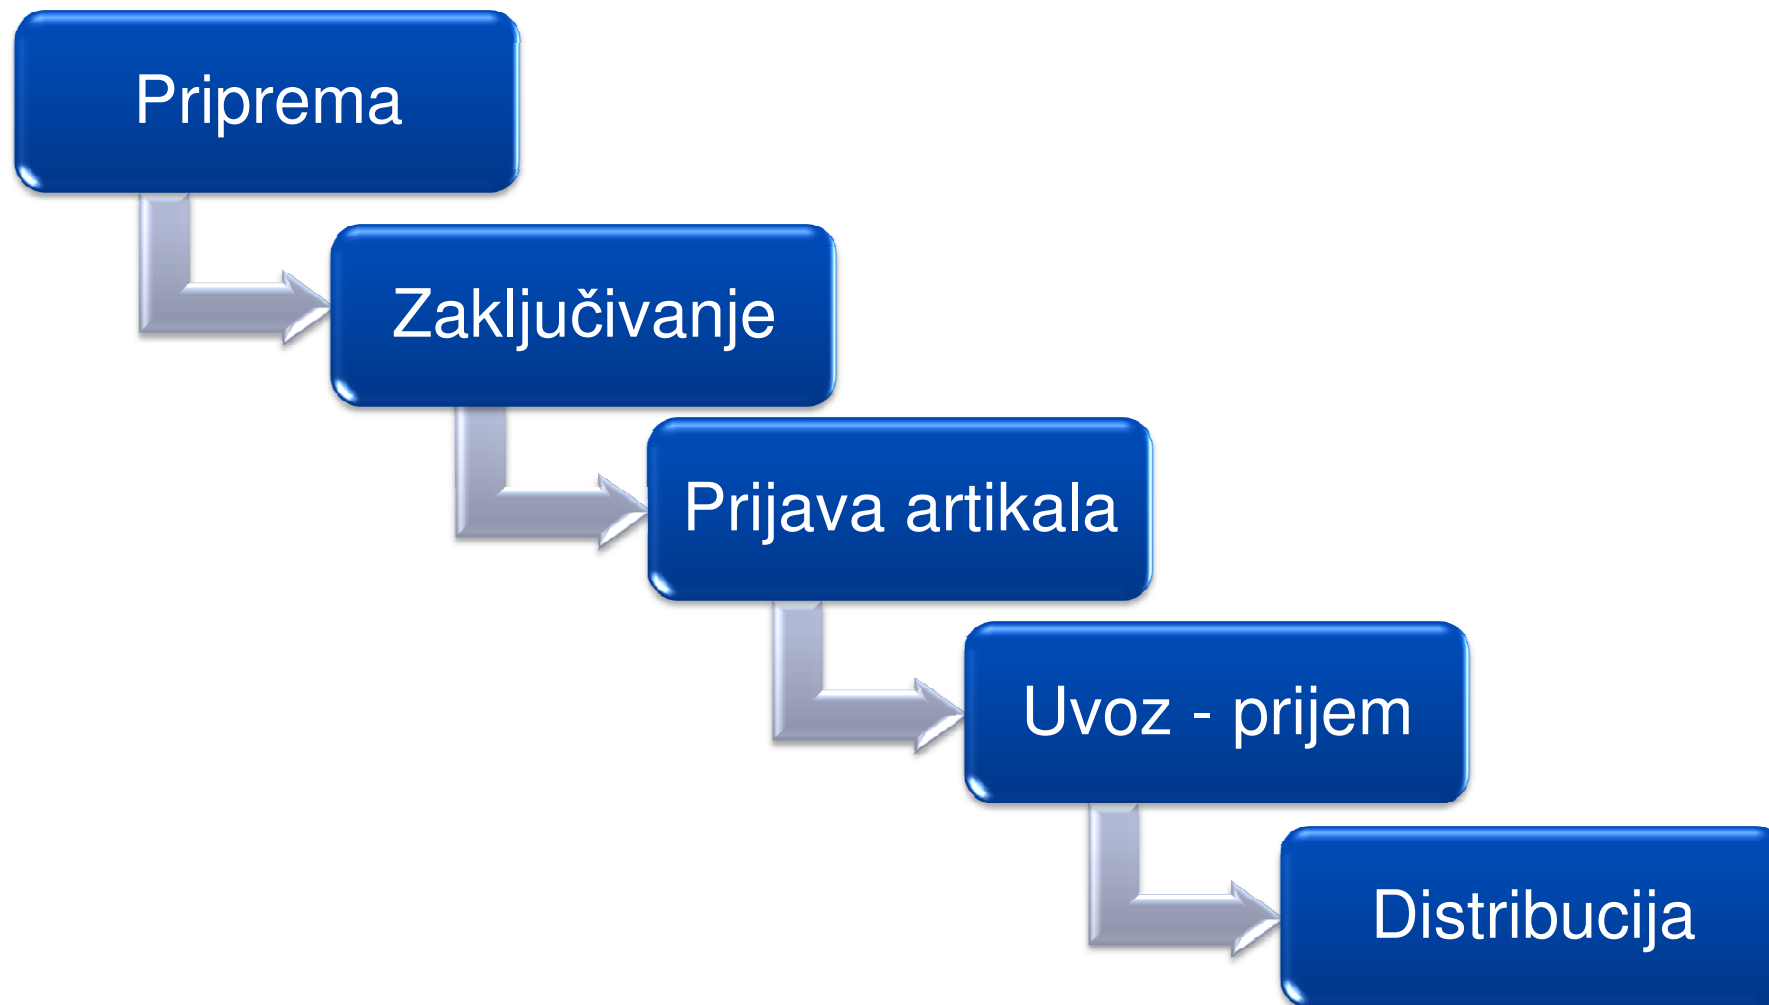 Priprema
Zaključivanje
Prijava artikala
Uvoz - prijem
Distribucija